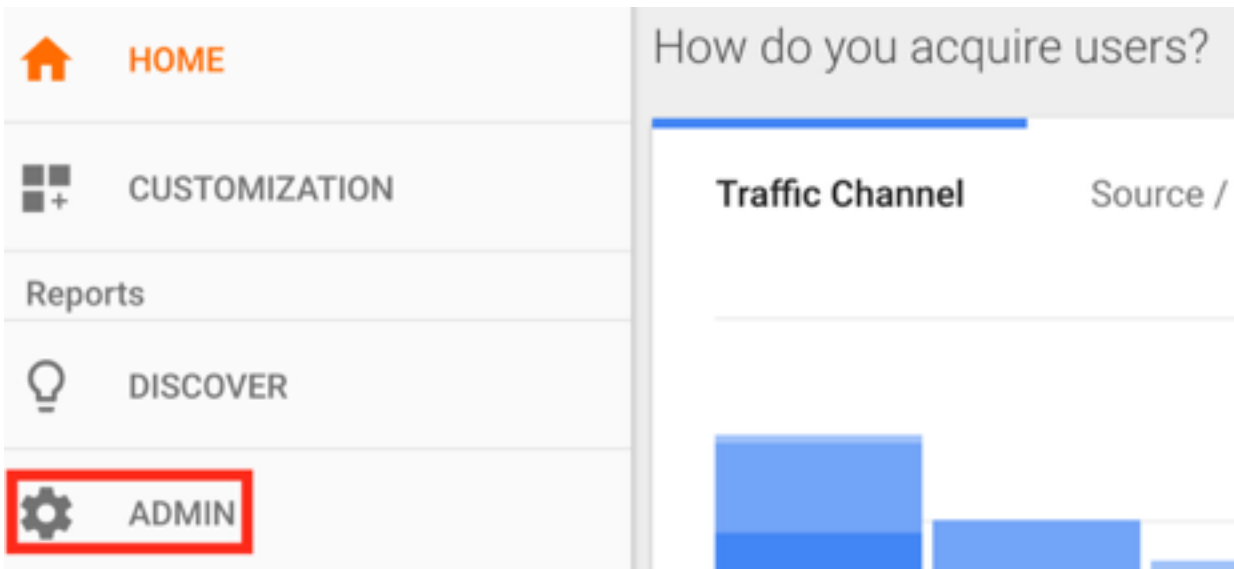 HOME
CUSTOMIZATION
Reports
DISCOVER
ADMIN
How do you acquire users?
Traffic Channel
Source /